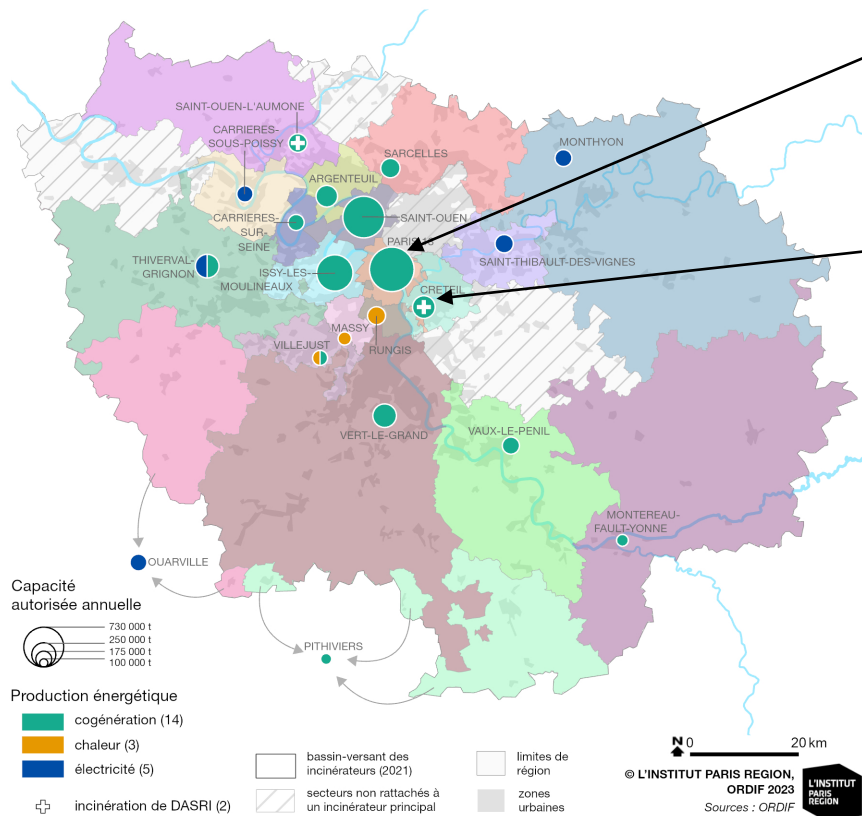 SAINT-OUEN-L'AUMONE
CARRIERES-
SOUS-POISSY
SARCELLES
MONTHYON
ARGENTEUIL
CARRIERES-
SUR-
SEINE
SAINT-OUEN
PARIS 13
SAINT-THIBAULT-DES-VIGNES
THIVERVAL-
GRIGNON
ISSY-LES-
MOULINEAUX
CRETEIL
MASSY
VILLEJUST
RUNGIS
VERT-LE-GRAND
VAUX-LE-PENIL
MONTEREAU-
FAULT-YONNE
OUARVILLE
PITHIVIERS
Capacité
autorisée annuelle
730 000 t
250 000 t
175 000 t
100 000 t
Production énergétique
cogénération (14)
chaleur (3)
électricité (5)
incinération de DASRI (2)
bassin-versant des
incinérateurs (2021)
secteurs non rattachés à
un incinérateur principal
limites de
région
zones
urbaines
N 0 20 km
© L'INSTITUT PARIS REGION,
ORDIF 2023
Sources : ORDIF
L'INSTITUT
PARIS
REGION